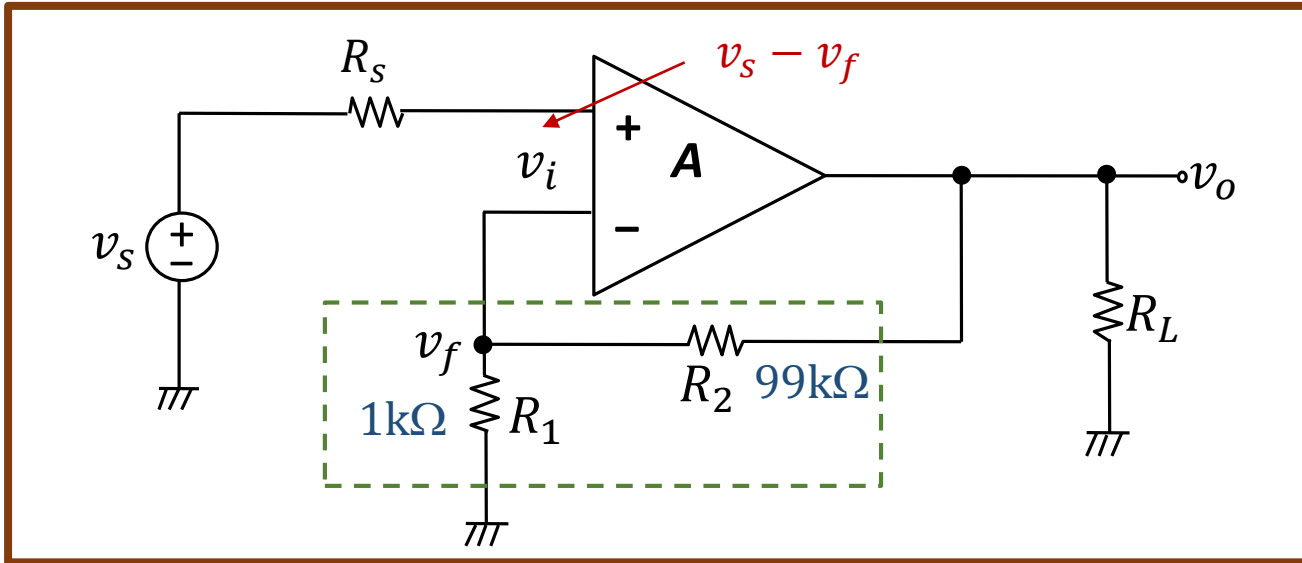 R_s
v_s − v_f
+
A
v_i
v_o
−
v_s
+
−
R_L
v_f
R_2
99kΩ
1kΩ
R_1